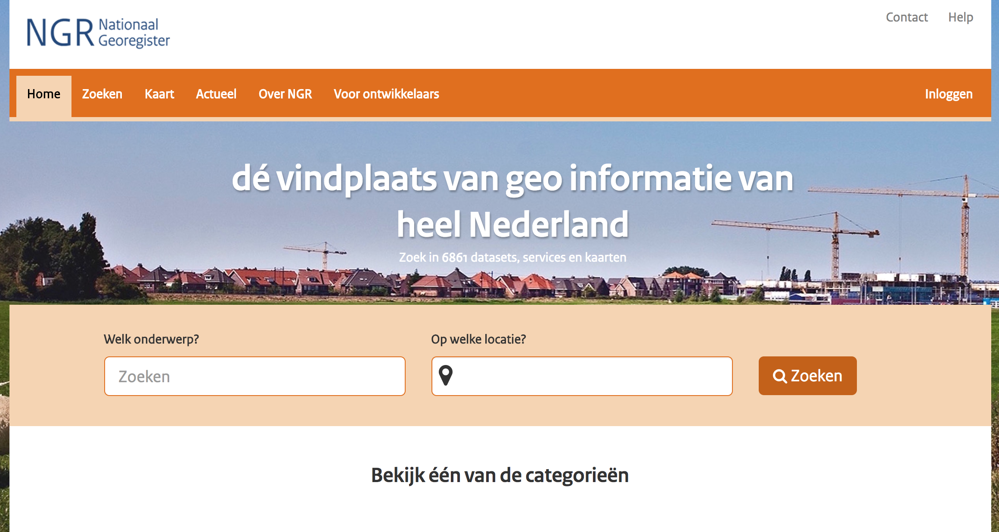 NGR Nationaal
Georegister
Contact Help
Home Zoeken Kaart Actueel Over NGR Voor ontwikkelaars Inloggen
dé vindplaats van geo informatie van
heel Nederland
Zoek in 6861 datasets, services en kaarten
Welk onderwerp? Op welke locatie?
Zoeken Zoeken
Bekijk één van de categorieën